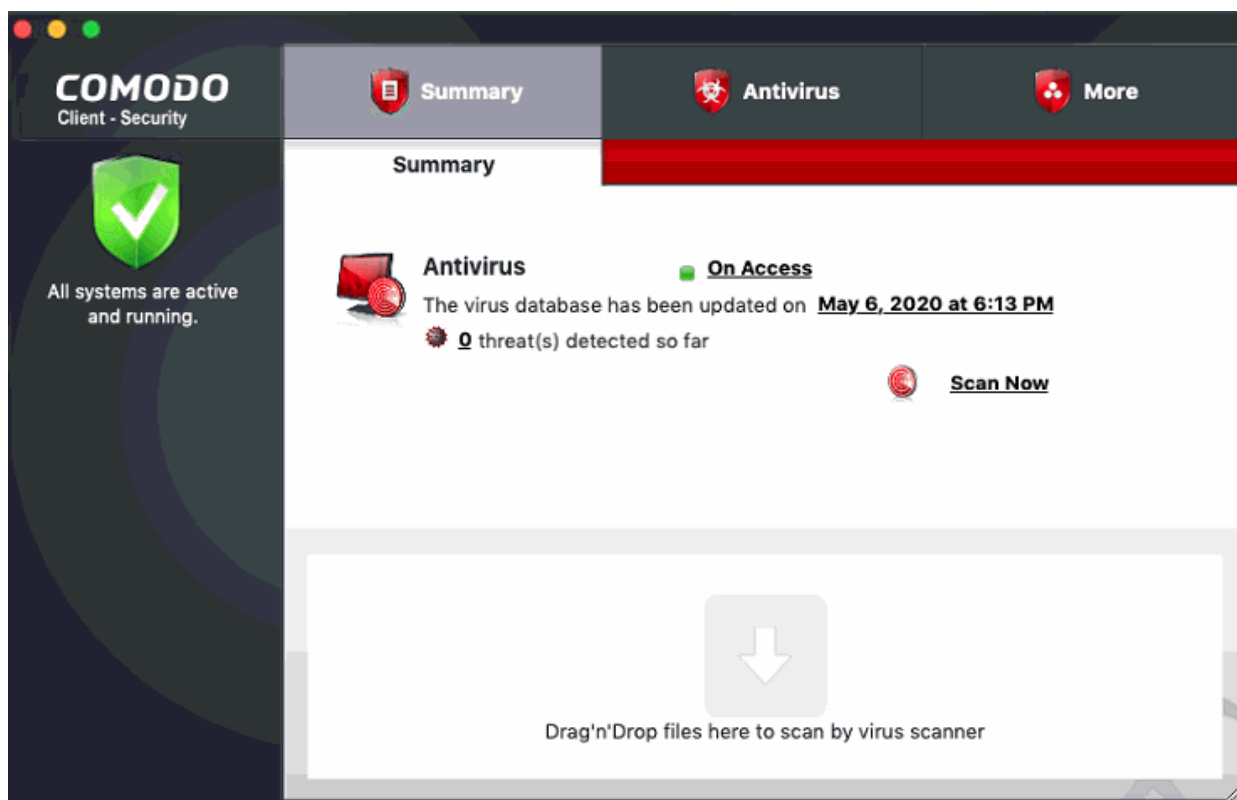 COMODO
Client - Security
Summary
Antivirus
More
Summary
All systems are active
and running.
Antivirus
On Access
The virus database has been updated on May 6, 2020 at 6:13 PM
0 threat(s) detected so far
Scan Now
Drag'n'Drop files here to scan by virus scanner